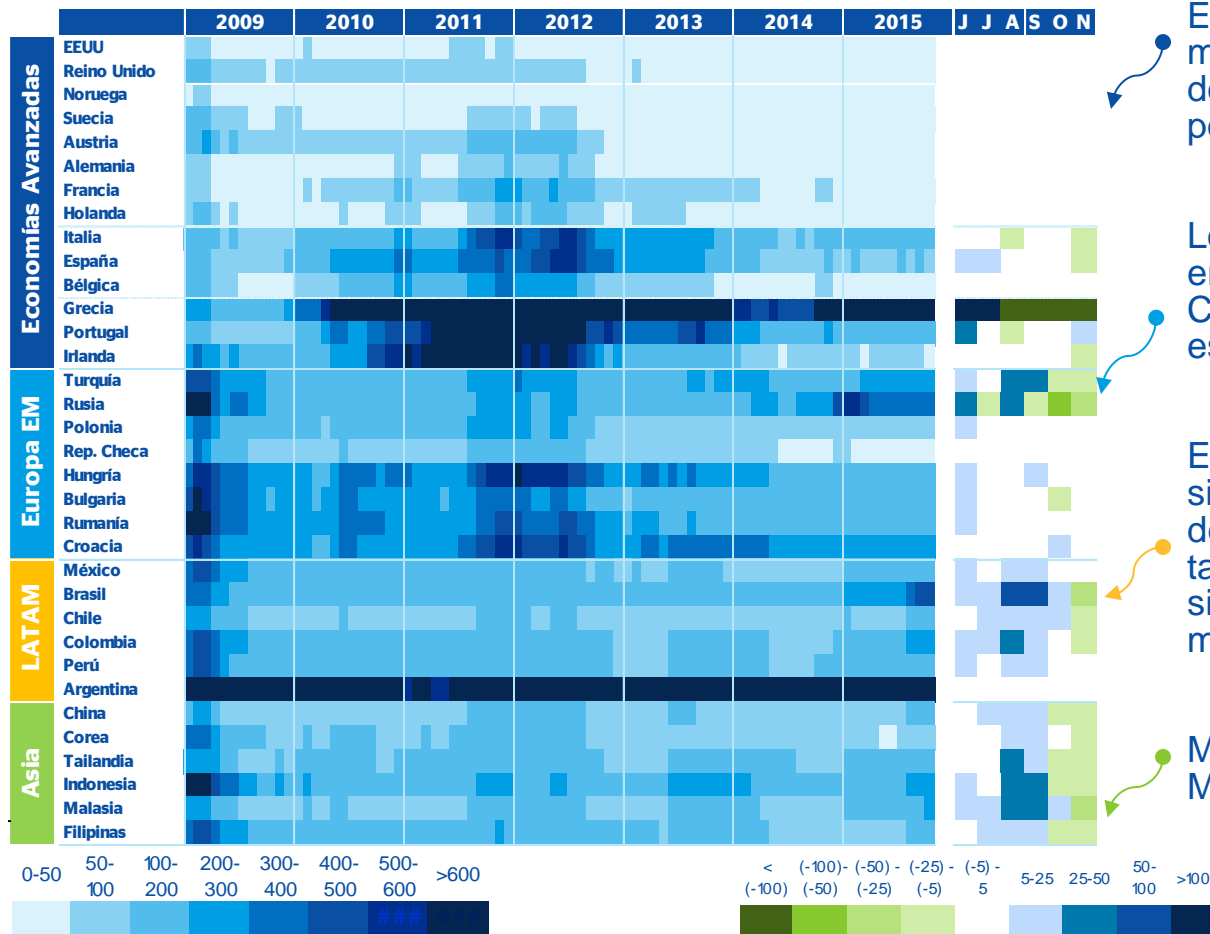 2009 2010 2011 2012 2013 2014 2015 J J A S O N
Economías Avanzadas
EEUU
Reino Unido
Noruega
Suecia
Austria
Alemania
Francia
Holanda
Italia
España
Bélgica
Grecia
Portugal
Irlanda
Europa EM
Turquía
Rusia
Polonia
Rep. Checa
Hungría
Bulgaria
Rumanía
Croacia
LATAM
México
Brasil
Chile
Colombia
Perú
Argentina
Asia
China
Corea
Tailandia
Indonesia
Malasia
Filipinas
0-50 50-100 100-200 200-300 300-400 400-500 500-600 >600
###
< (-100) (-100)-(-50) (-50) - (-25) (-25) - (-5) (-5) - 5 5-25 25-50 50-100 >100